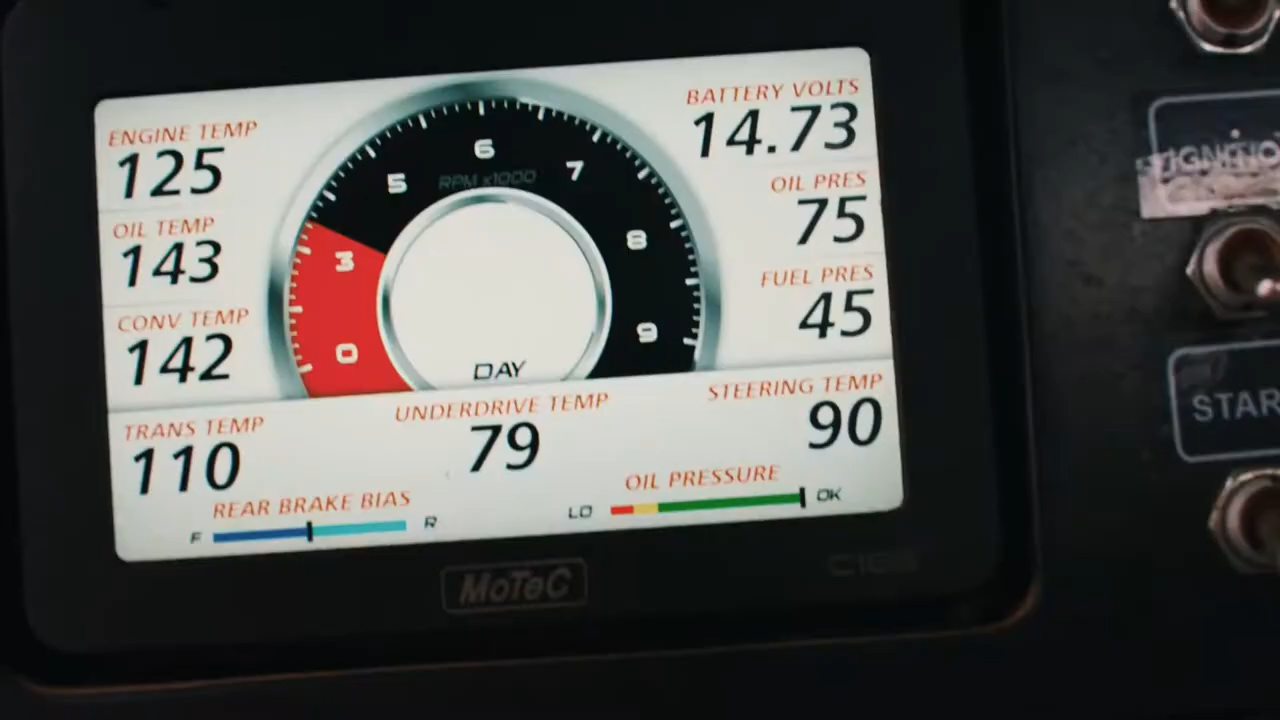 ENGINE TEMP
125
OIL TEMP
143
CONV TEMP
142
TRANS TEMP
110
REAR BRAKE BIAS
F R
0
3
5
6
7
8
9
RPM x1000
DAY
UNDERDRIVE TEMP
79
BATTERY VOLTS
14.73
OIL PRES
75
FUEL PRES
45
STEERING TEMP
90
OIL PRESSURE
LO OK
MoTeC
IGNITIO
STAR